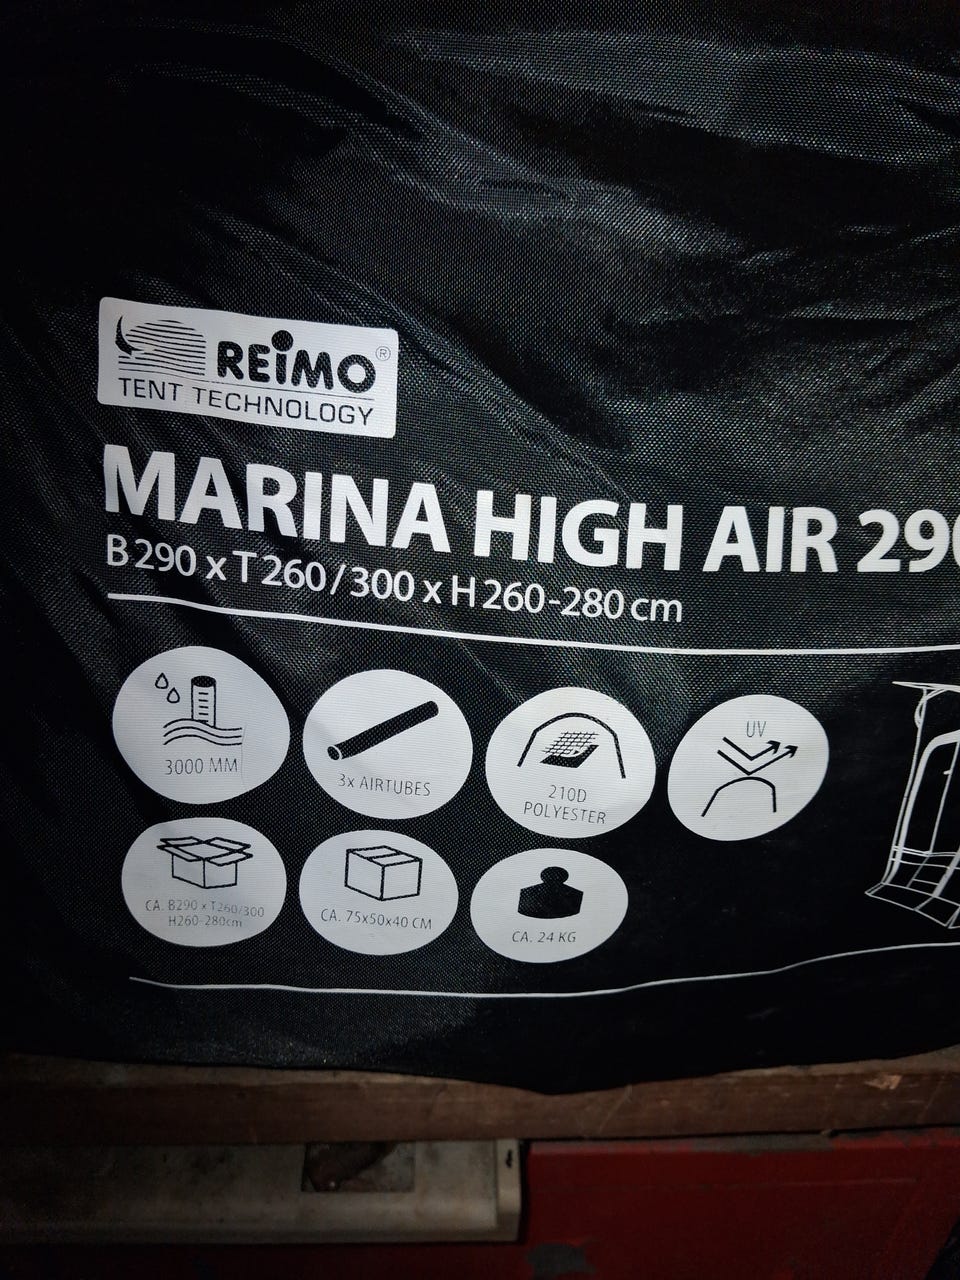 REIMO®
TENT TECHNOLOGY
MARINA HIGH AIR 290
B 290 x T 260 / 300 x H 260-280 cm
3000 MM
3x AIRTUBES
210D
POLYESTER
UV
CA. B290 x T260/300
H260-280cm
CA. 75x50x40 CM
CA. 24 KG